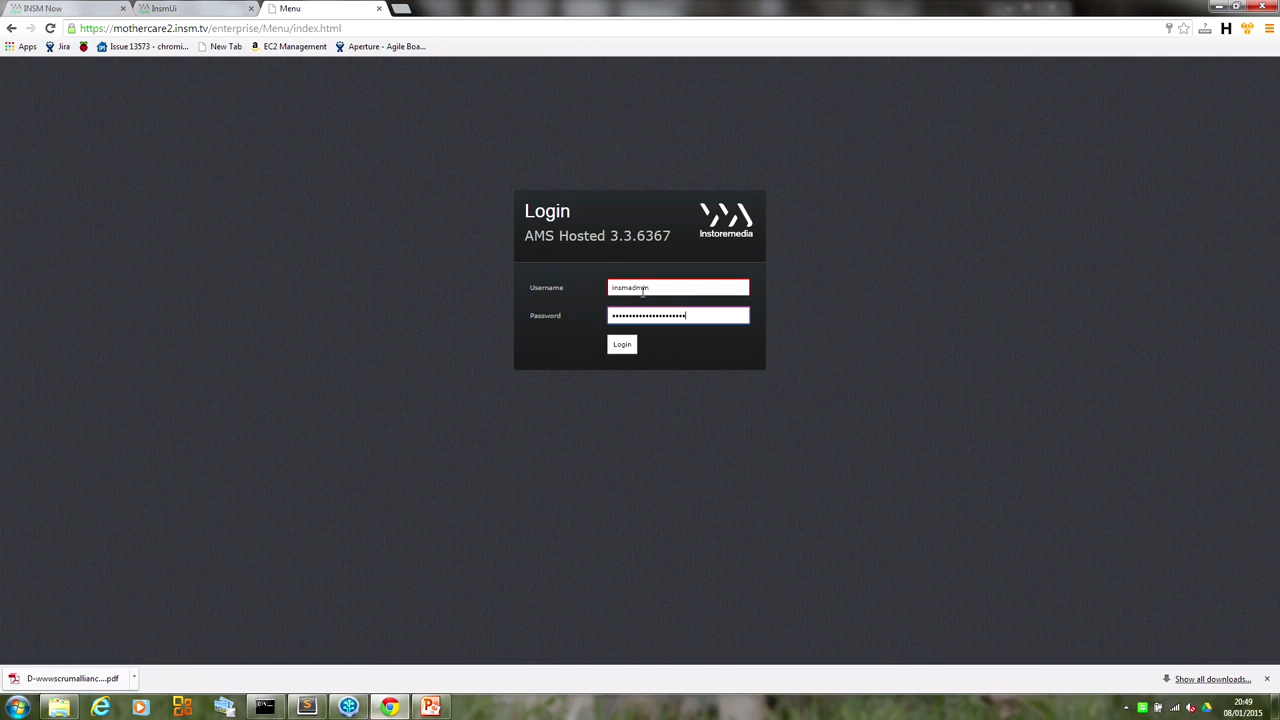 INSM Now
InsmUi
Menu
https://mothercare2.insm.tv/enterprise/Menu/index.html
Apps
Jira
Issue 13573 - chromi...
New Tab
EC2 Management
Aperture - Agile Boa...
Login
AMS Hosted 3.3.6367
Instoremedia
Username
insmadmin
Password
Login
D-wwwscrumallianc....pdf
Show all downloads...
20:49
08/01/2015